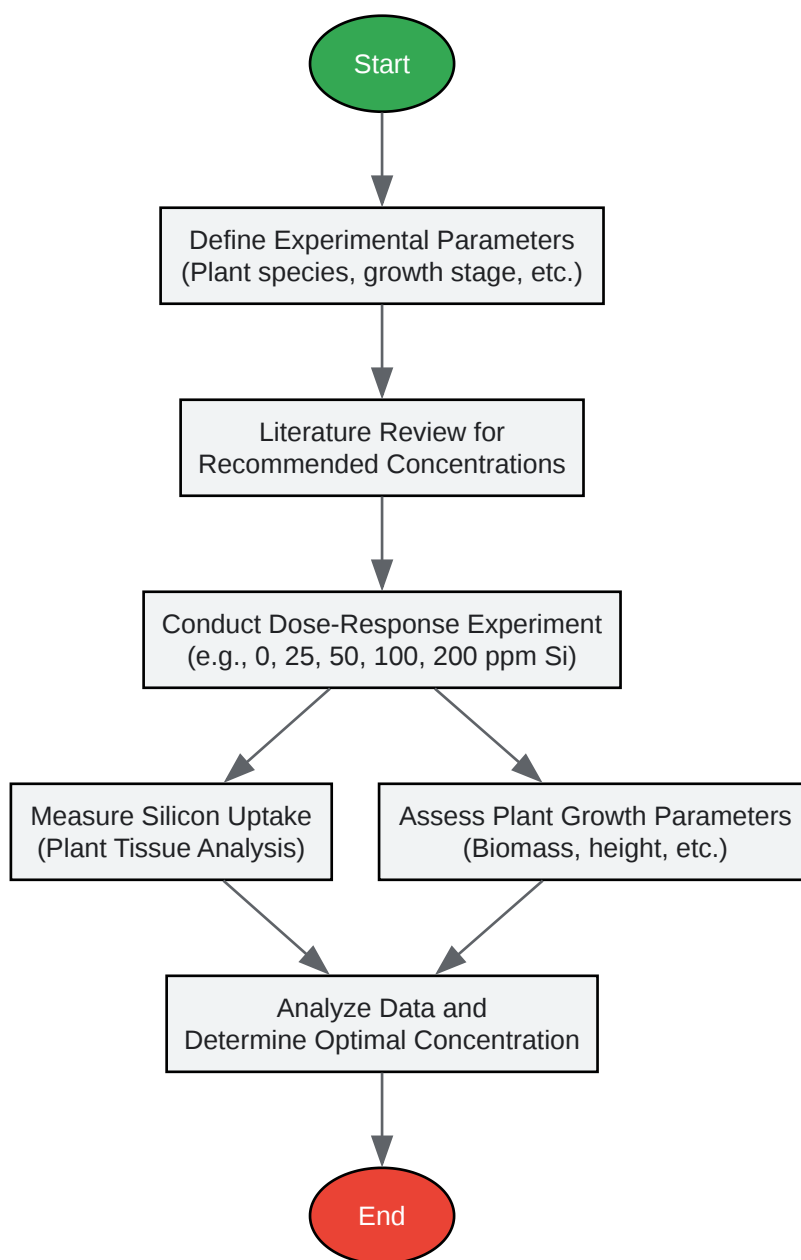 Start
Define Experimental Parameters
(Plant species, growth stage, etc.)
Literature Review for
Recommended Concentrations
Conduct Dose-Response Experiment
(e.g., 0, 25, 50, 100, 200 ppm Si)
Measure Silicon Uptake
(Plant Tissue Analysis)
Assess Plant Growth Parameters
(Biomass, height, etc.)
Analyze Data and
Determine Optimal Concentration
End